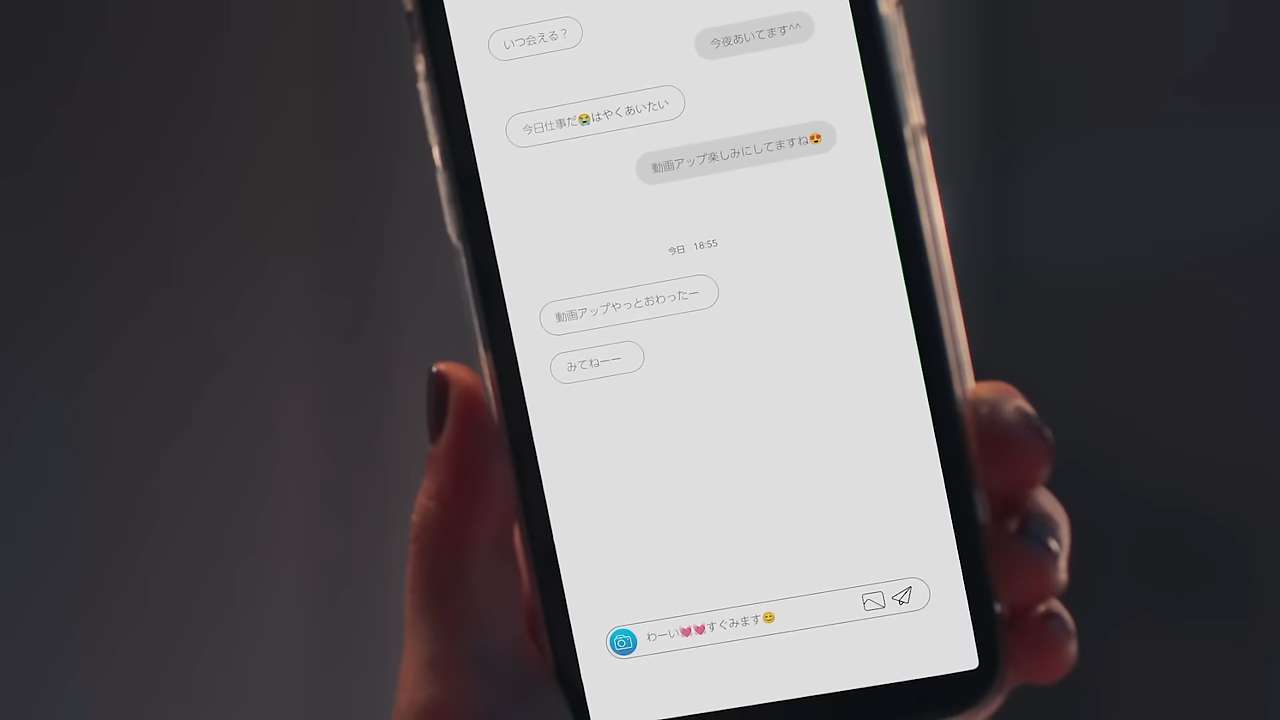 いつ会える？
今夜あいてます^^
今日仕事だ😭はやくあいたい
動画アップ楽しみにしてますね😍
今日 18:55
動画アップやっとおわったー
みてねーー
わーい💓💓すぐみます😊